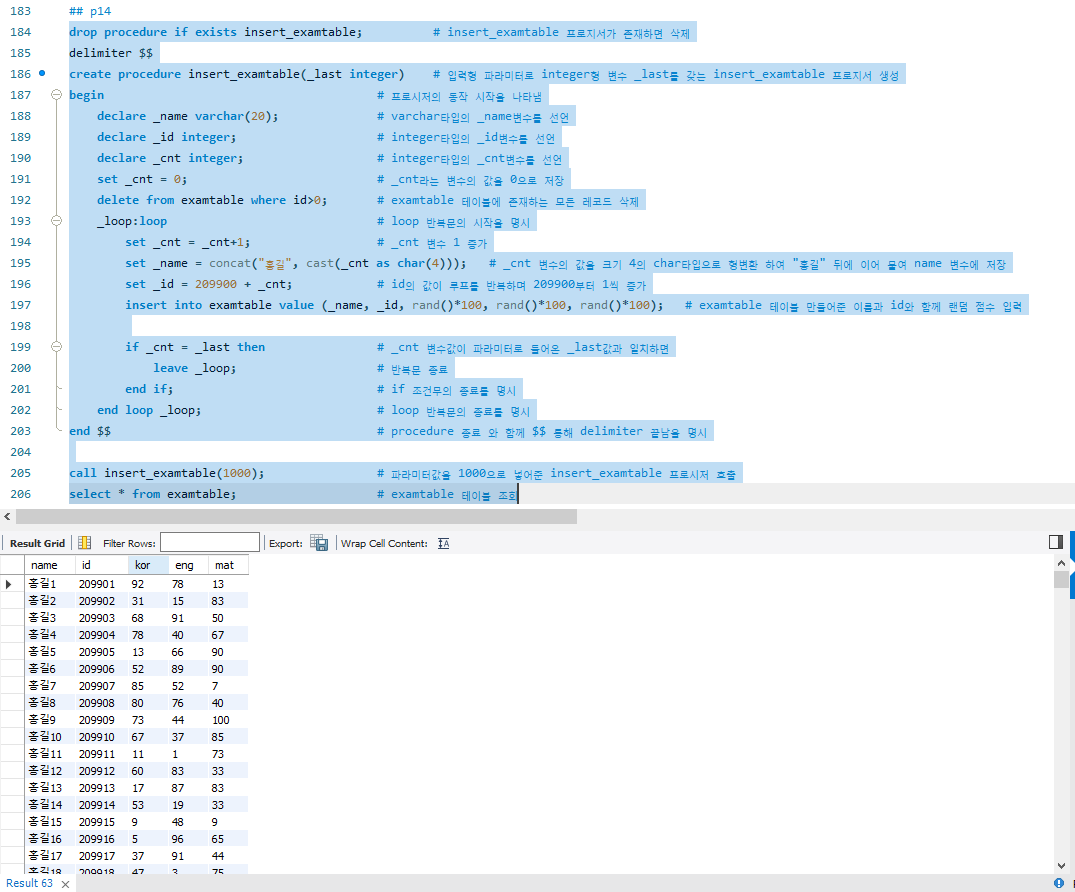 183 ## p14
184 drop procedure if exists insert_examtable; # insert_examtable 프로지서가 존재하면 삭제
185 delimiter $$
186 create procedure insert_examtable(_last integer) # 입력형 파라미터로 integer형 변수 _last를 갖는 insert_examtable 프로지서 생성
187 begin # 프로시저의 동작 시작을 나타냄
188 declare _name varchar(20); # varchar타입의 _name변수를 선언
189 declare _id integer; # integer타입의 _id변수를 선언
190 declare _cnt integer; # integer타입의 _cnt변수를 선언
191 set _cnt = 0; # _cnt라는 변수의 값을 0으로 저장
192 delete from examtable where id>0; # examtable 테이블에 존재하는 모든 레코드 삭제
193 _loop:loop # loop 반복문의 시작을 명시
194 set _cnt = _cnt+1; # _cnt 변수 1 증가
195 set _name = concat("홍길", cast(_cnt as char(4))); # _cnt 변수의 값을 크기 4의 char타입으로 형변환 하여 "홍길" 뒤에 이어 붙여 name 변수에 저장
196 set _id = 209900 + _cnt; # id의 값이 루프를 반복하며 209900부터 1씩 증가
197 insert into examtable value (_name, _id, rand()*100, rand()*100, rand()*100); # examtable 테이블 만들어준 이름과 id와 함께 랜덤 점수 입력
198
199 if _cnt = _last then # _cnt 변수값이 파라미터로 들어온 _last값과 일치하면
200 leave _loop; # 반복문 종료
201 end if; # if 조건무의 종료를 명시
202 end loop _loop; # loop 반복문의 종료를 명시
203 end $$ # procedure 종료 와 함께 $$ 통해 delimiter 끝남을 명시
204
205 call insert_examtable(1000); # 파라미터값을 1000으로 넣어준 insert_examtable 프로시저 호출
206 select * from examtable; # examtable 테이블 조회
Result Grid Filter Rows: Export: Wrap Cell Content:
name id kor eng mat
홍길1 209901 92 78 13
홍길2 209902 31 15 83
홍길3 209903 68 91 50
홍길4 209904 78 40 67
홍길5 209905 13 66 90
홍길6 209906 52 89 90
홍길7 209907 85 52 7
홍길8 209908 80 76 40
홍길9 209909 73 44 100
홍길10 209910 67 37 85
홍길11 209911 11 1 73
홍길12 209912 60 83 33
홍길13 209913 17 87 83
홍길14 209914 53 19 33
홍길15 209915 9 48 9
홍길16 209916 5 96 65
홍길17 209917 37 91 44
홍길18 209918 47 3 75
Result 63